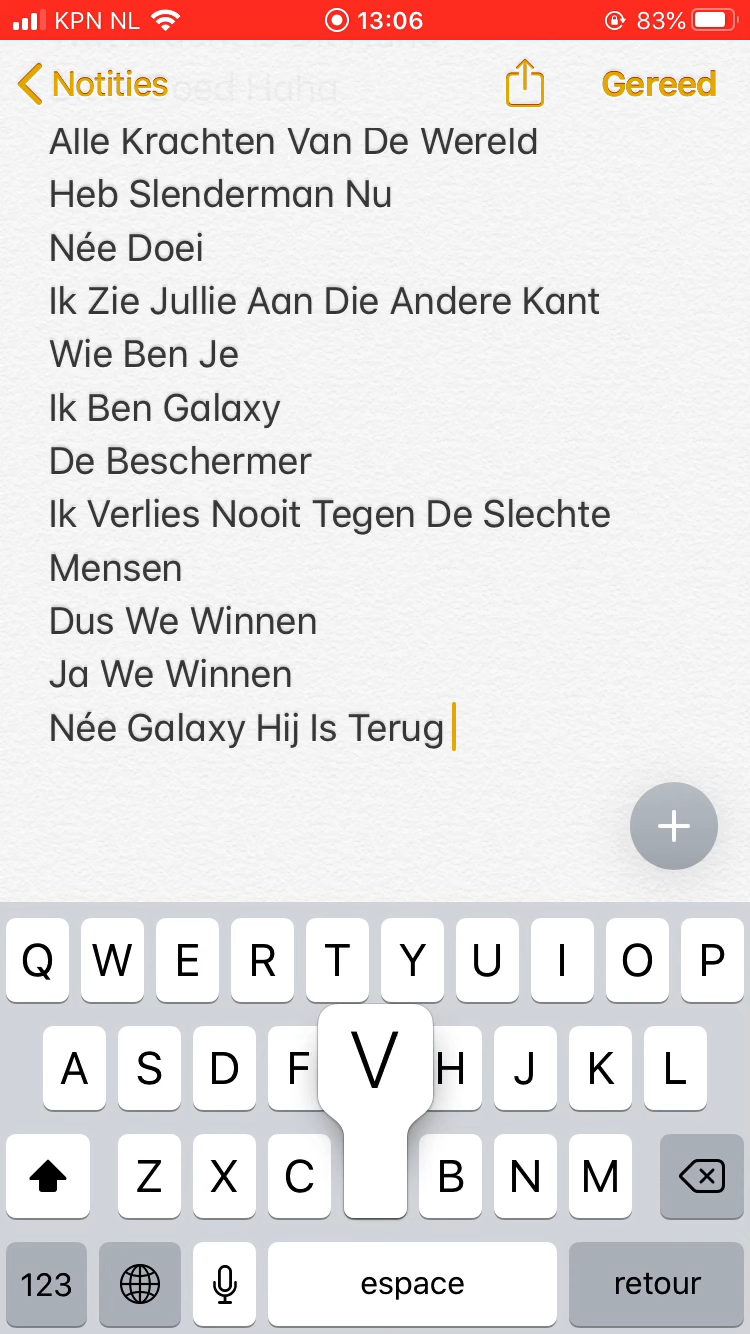 KPN NL 13:06 83%
Notities Gereed
Alle Krachten Van De Wereld
Heb Slenderman Nu
Née Doei
Ik Zie Jullie Aan Die Andere Kant
Wie Ben Je
Ik Ben Galaxy
De Beschermer
Ik Verlies Nooit Tegen De Slechte
Mensen
Dus We Winnen
Ja We Winnen
Née Galaxy Hij Is Terug
Q W E R T Y U I O P
A S D F V H J K L
Z X C B N M
123 espace retour